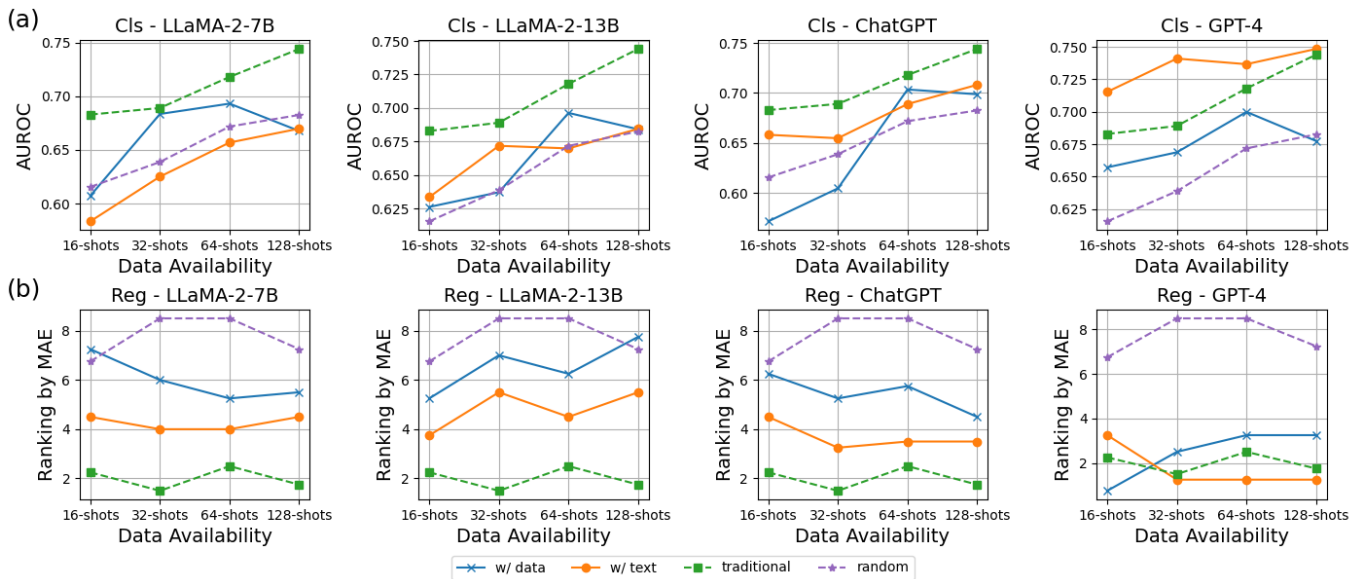 (a)
Cls - LLaMA-2-7B
Cls - LLaMA-2-13B
Cls - ChatGPT
Cls - GPT-4
AUROC
0.75
0.70
0.65
0.60
16-shots 32-shots 64-shots 128-shots
Data Availability
AUROC
0.750
0.725
0.700
0.675
0.650
0.625
16-shots 32-shots 64-shots 128-shots
Data Availability
AUROC
0.75
0.70
0.65
0.60
16-shots 32-shots 64-shots 128-shots
Data Availability
AUROC
0.750
0.725
0.700
0.675
0.650
0.625
16-shots 32-shots 64-shots 128-shots
Data Availability
(b)
Reg - LLaMA-2-7B
Reg - LLaMA-2-13B
Reg - ChatGPT
Reg - GPT-4
Ranking by MAE
8
6
4
2
16-shots 32-shots 64-shots 128-shots
Data Availability
Ranking by MAE
8
6
4
2
16-shots 32-shots 64-shots 128-shots
Data Availability
Ranking by MAE
8
6
4
2
16-shots 32-shots 64-shots 128-shots
Data Availability
Ranking by MAE
8
6
4
2
16-shots 32-shots 64-shots 128-shots
Data Availability
w/ data w/ text traditional random